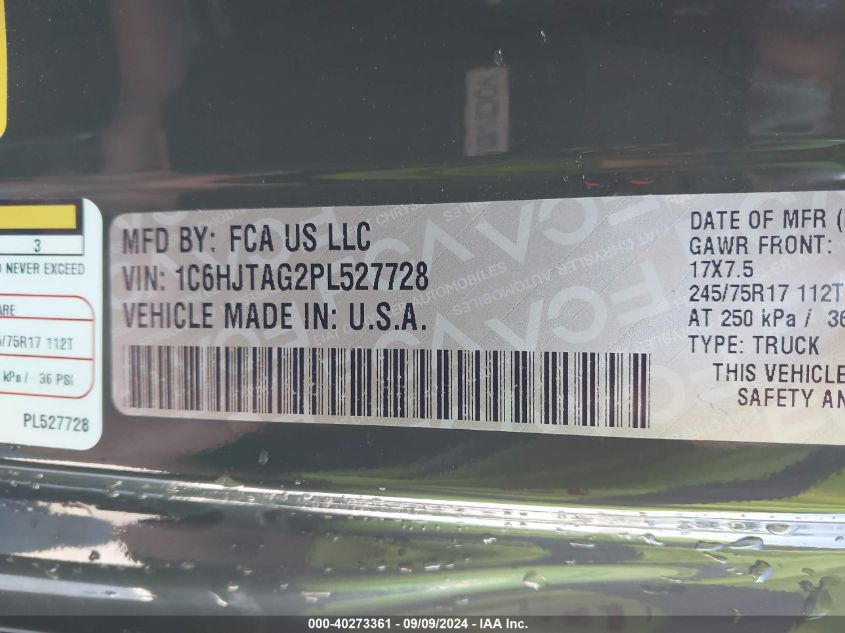 3
NEVER EXCEED
ARE
/75R17 112T
kPa / 36 PSI
PL527728
MFD BY: FCA US LLC
VIN: 1C6HJTAG2PL527728
VEHICLE MADE IN: U.S.A.
DATE OF MFR
GAWR FRONT:
17X7.5
245/75R17 112T
AT 250 kPa / 36
TYPE: TRUCK
THIS VEHICLE
SAFETY AN
000-40273361 - 09/09/2024 - IAA Inc.